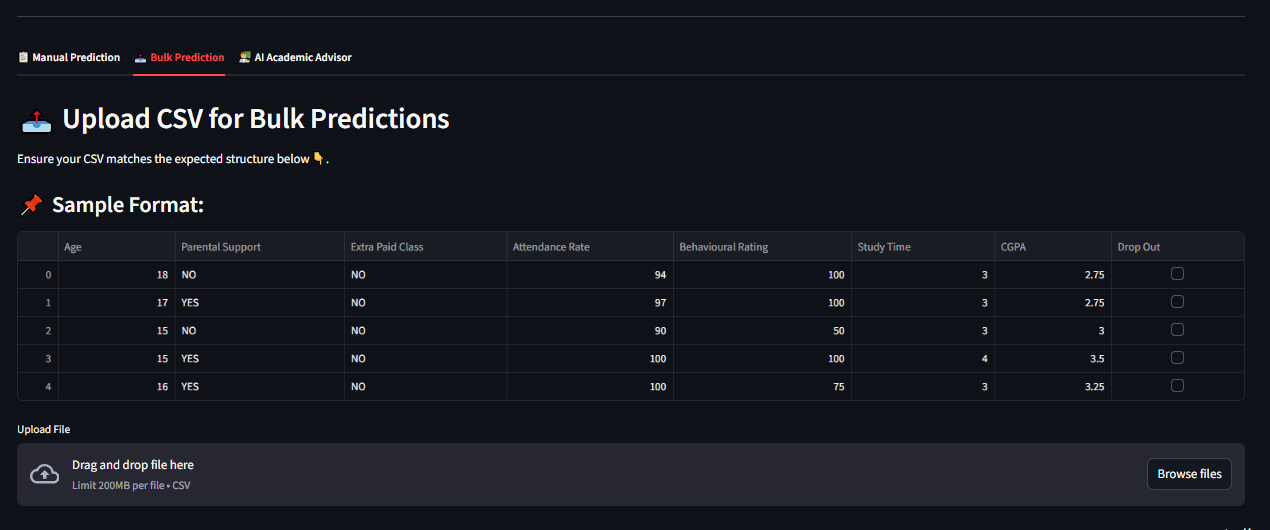 📋 Manual Prediction 📤 Bulk Prediction 👨‍🏫 AI Academic Advisor
📤 Upload CSV for Bulk Predictions
Ensure your CSV matches the expected structure below 👇.
📌 Sample Format:
Age Parental Support Extra Paid Class Attendance Rate Behavioural Rating Study Time CGPA Drop Out
0 18 NO NO 94 100 3 2.75
1 17 YES NO 97 100 3 2.75
2 15 NO NO 90 50 3 3
3 15 YES NO 100 100 4 3.5
4 16 YES NO 100 75 3 3.25
Upload File
Drag and drop file here
Limit 200MB per file • CSV
Browse files